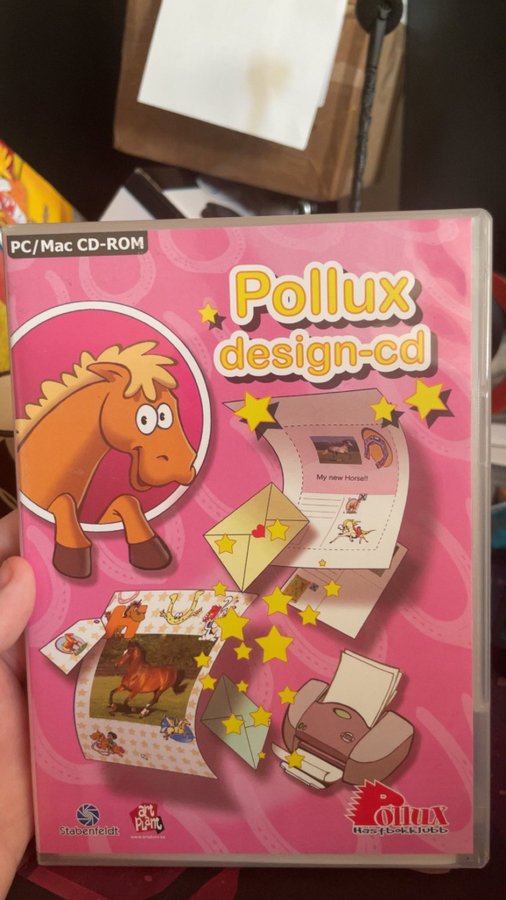 PC/Mac CD-ROM
Pollux
design-cd
My new Horse!!
Stabenfeldt
art
Plant
Pollux
Hästbokklubb